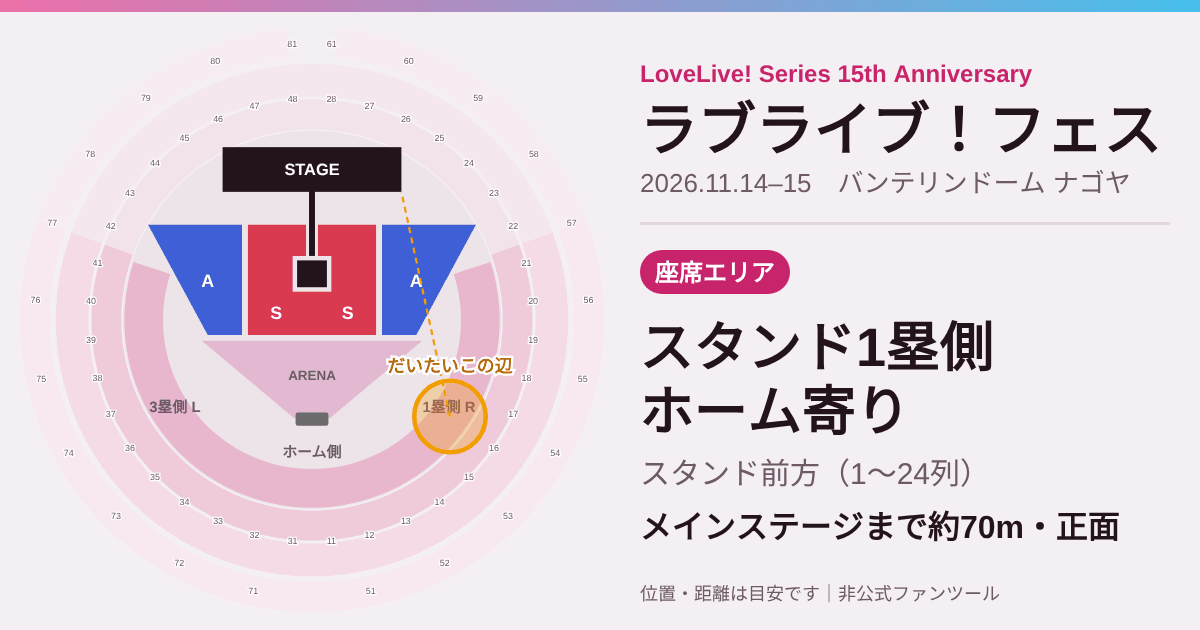 81 61
80 60
79 59
48 28
47 27
46 26
45 25
78 44 24 58
43 23
77 42 22 57
41 21
76 40 20 56
39 19
75 38 18 55
37 17
74 36 16 54
35 15
34 14
73 33 13 53
32 31 11 12
72 52
71 51
STAGE
A A
S S
ARENA
だいたいこの辺
3塁側 L
1塁側 R
ホーム側
LoveLive! Series 15th Anniversary
ラブライブ！フェス
2026.11.14–15　バンテリンドーム ナゴヤ
座席エリア
スタンド1塁側
ホーム寄り
スタンド前方（1〜24列）
メインステージまで約70m・正面
位置・距離は目安です｜非公式ファンツール